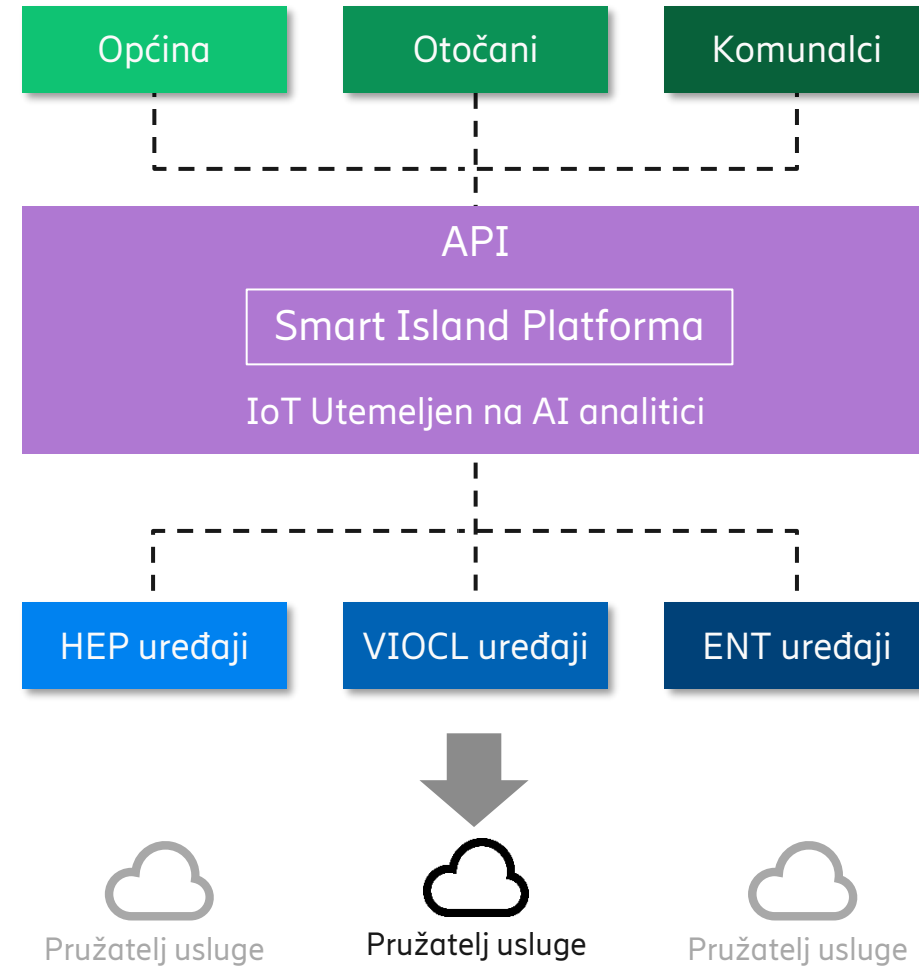 Općina
Otočani
Komunalci
API
Smart Island Platforma
IoT Utemeljen na AI analitici
HEP uređaji
VIOCL uređaji
ENT uređaji
Pružatelj usluge
Pružatelj usluge
Pružatelj usluge